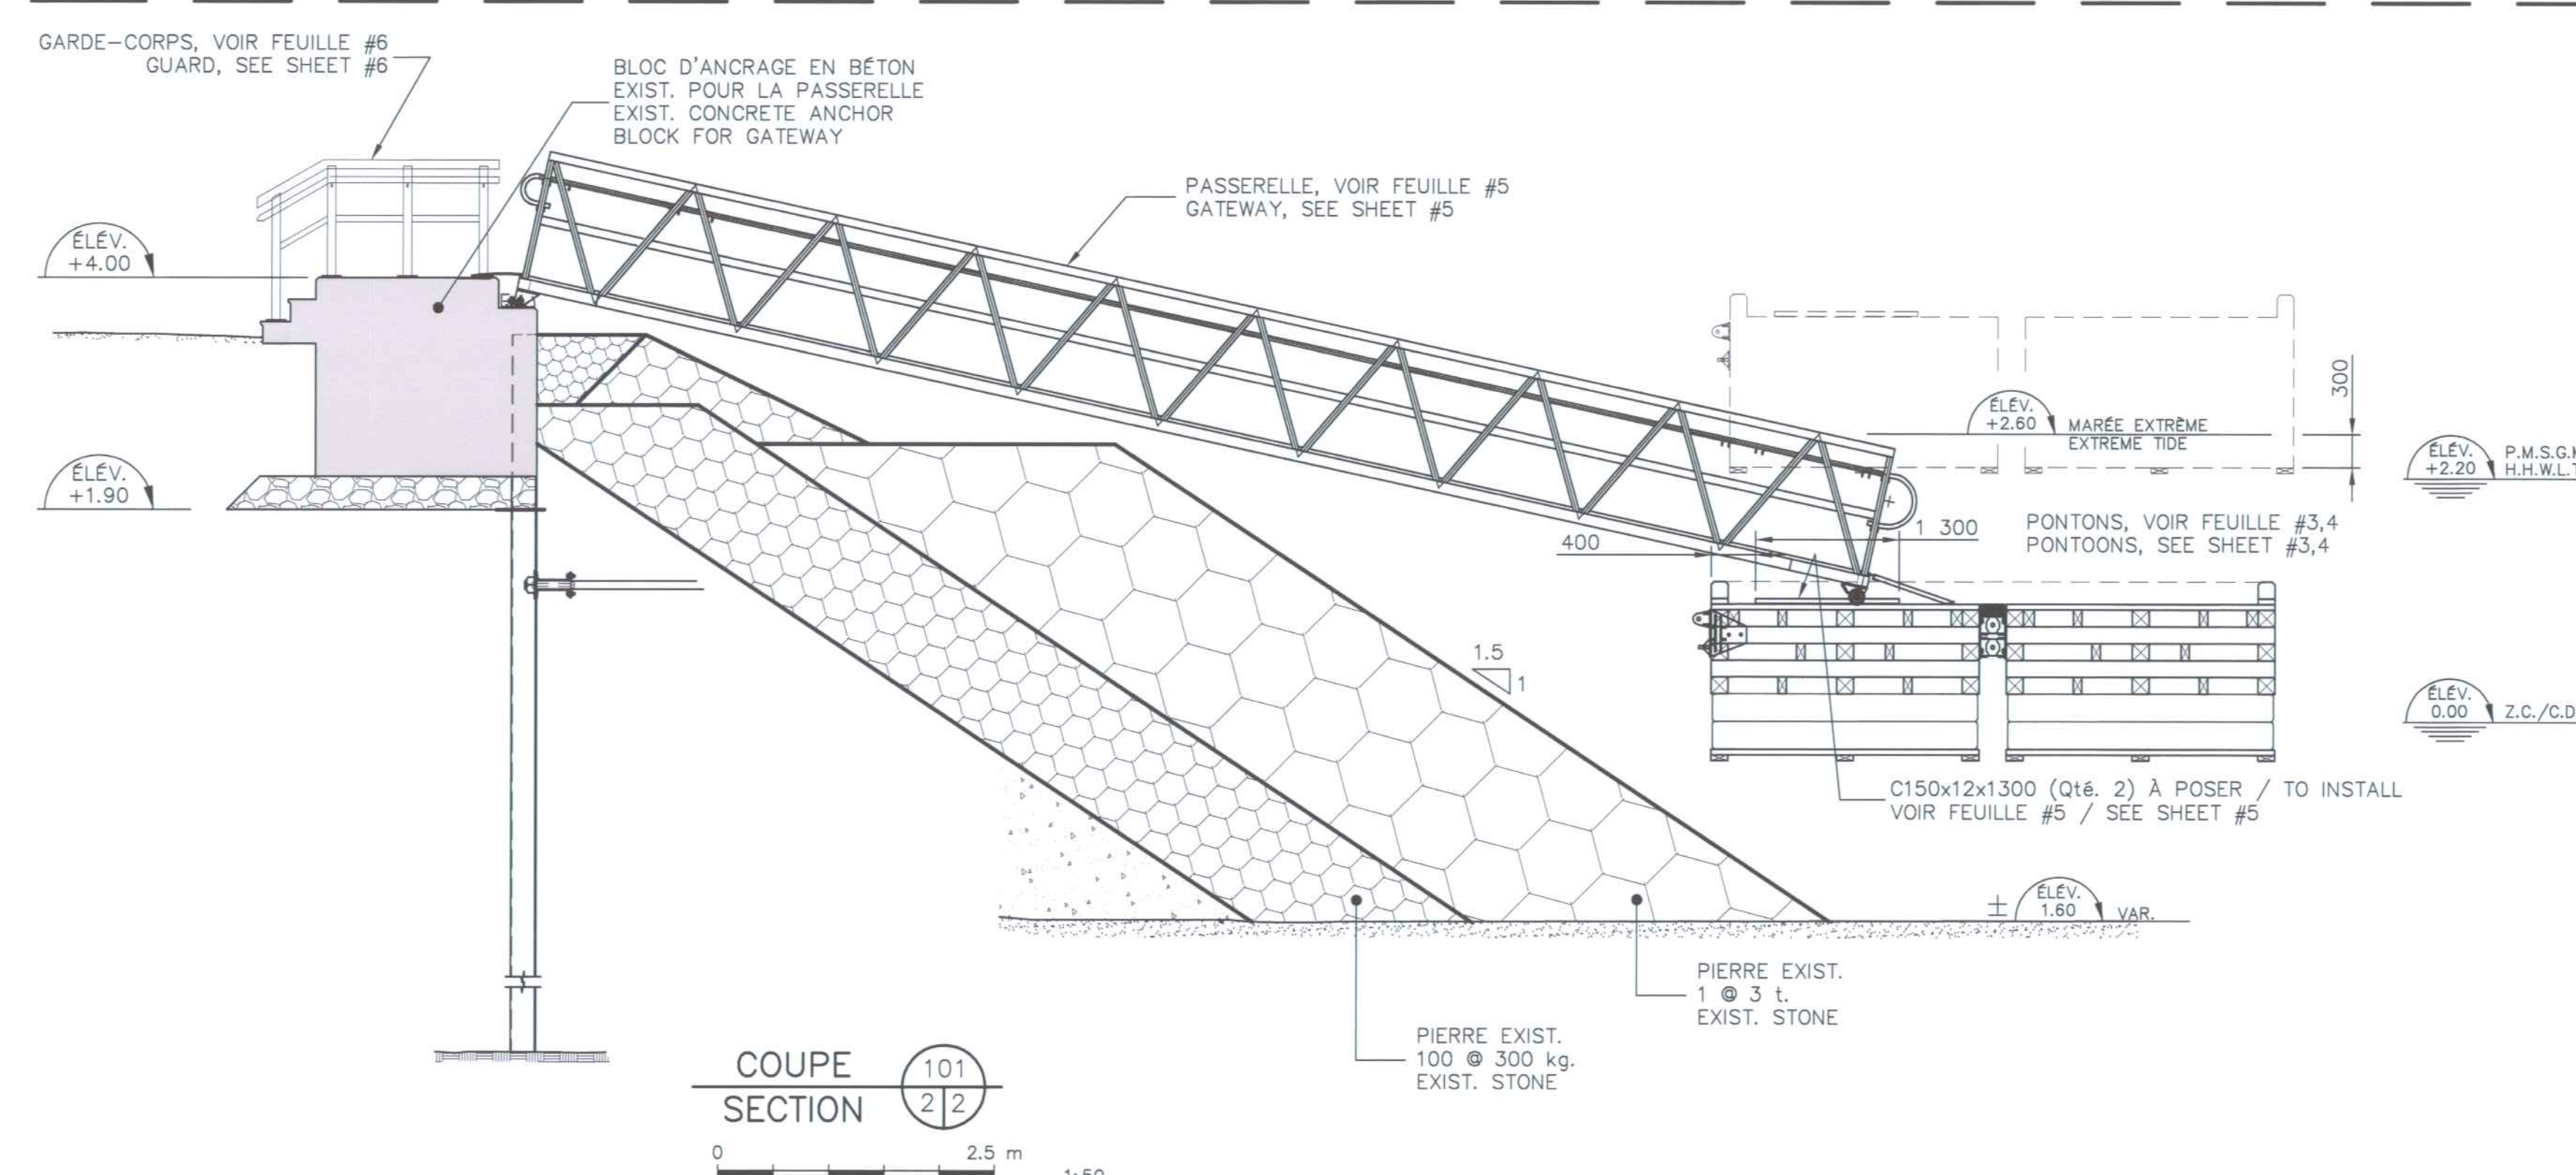 GARDE-CORPS, VOIR FEUILLE #6
GUARD, SEE SHEET #6
BLOC D'ANCRAGE EN BÉTON
EXIST. POUR LA PASSERELLE
EXIST. CONCRETE ANCHOR
BLOCK FOR GATEWAY
PASSERELLE, VOIR FEUILLE #5
GATEWAY, SEE SHEET #5
ÉLÉV.
+4.00
ÉLÉV.
+1.90
ÉLÉV.
+2.60
MARÉE EXTRÈME
EXTREME TIDE
300
ÉLÉV.
+2.20
P.M.S.G.M
H.H.W.L.T
400
1 300
PONTONS, VOIR FEUILLE #3,4
PONTOONS, SEE SHEET #3,4
1.5
1
ÉLÉV.
0.00
Z.C./C.D
C150x12x1300 (Qté. 2) À POSER / TO INSTALL
VOIR FEUILLE #5 / SEE SHEET #5
± ÉLÉV.
1.60
VAR.
PIERRE EXIST.
1 @ 3 t.
EXIST. STONE
PIERRE EXIST.
100 @ 300 kg.
EXIST. STONE
COUPE
SECTION
101
2 2
0 2.5 m
1:50